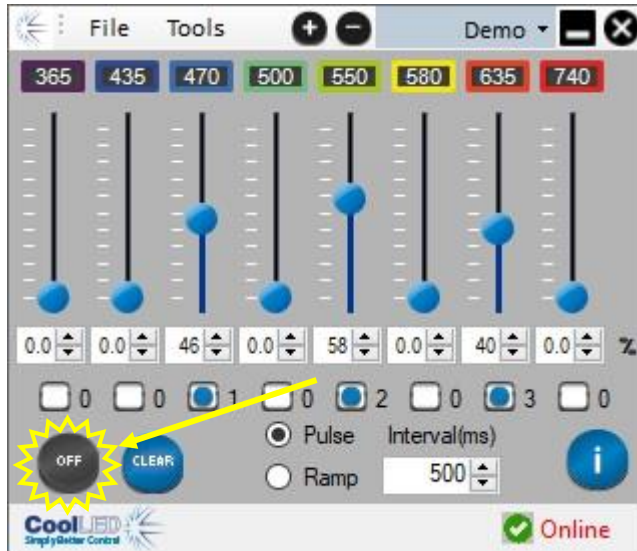 File Tools + − Demo
365 435 470 500 550 580 635 740
0.0 0.0 46 0.0 58 0.0 40 0.0 %
0 0 1 0 2 0 3 0
Pulse Interval(ms)
OFF CLEAR i
Ramp 500
CoolLED
Simply Better Control
Online